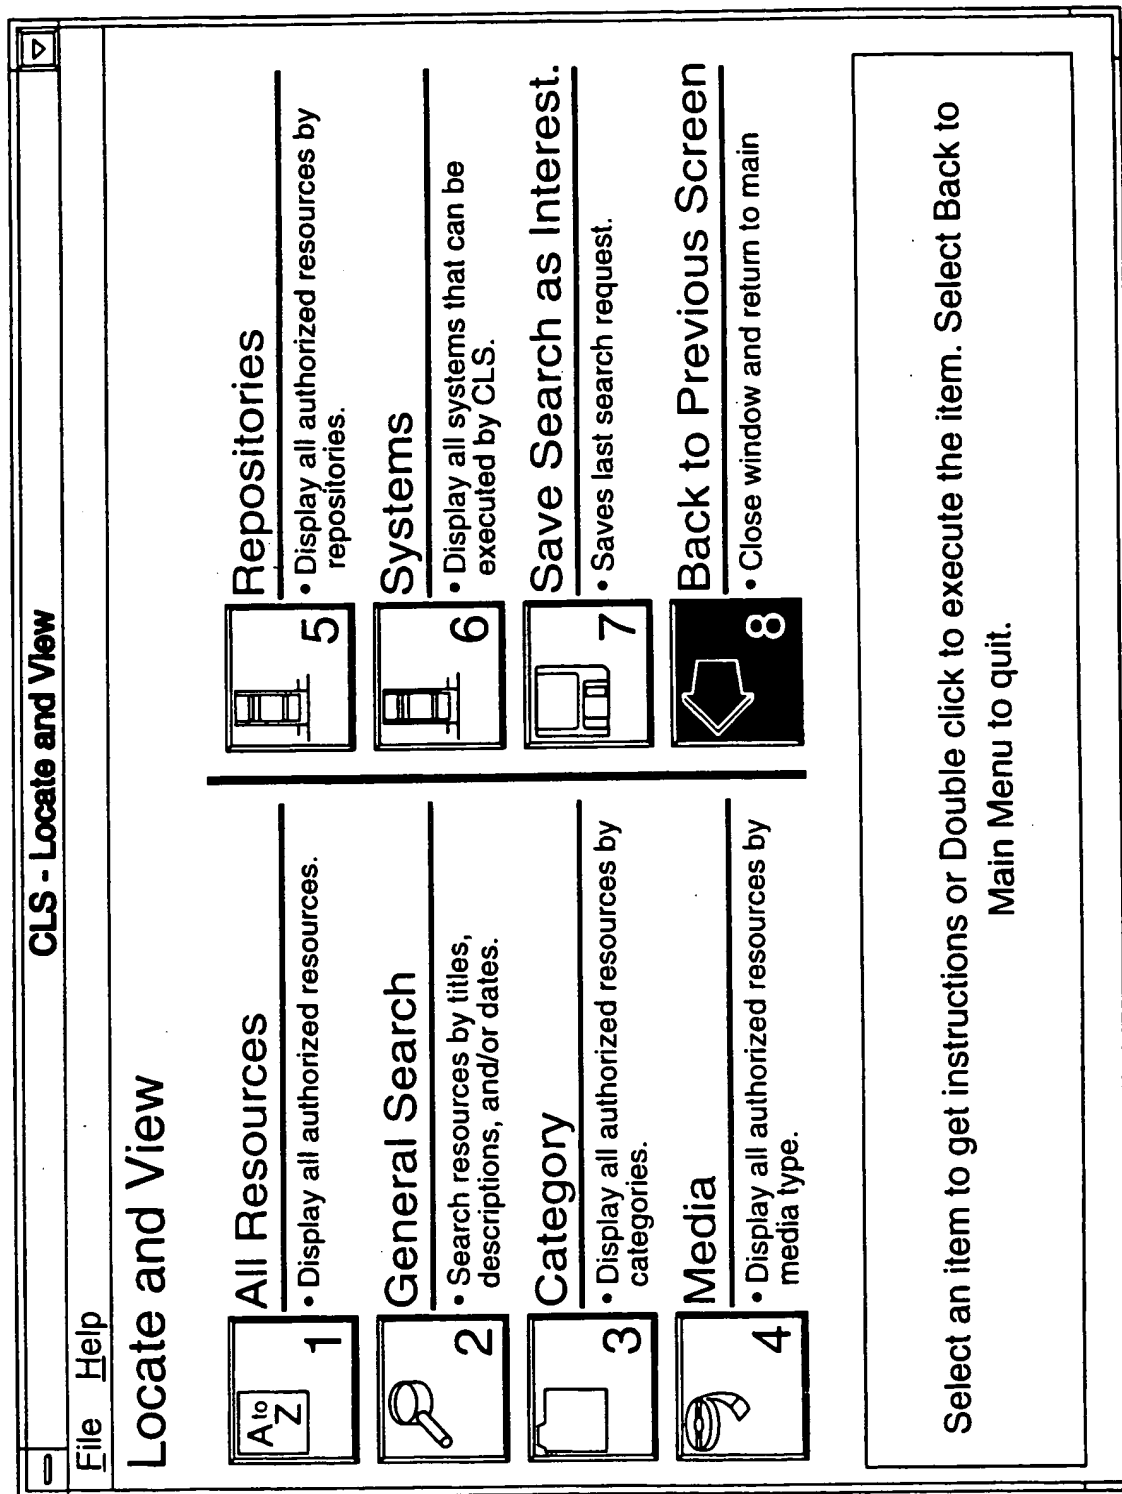 CLS - Locate and View
File Help
Locate and View
A to
Z
1
All Resources
• Display all authorized resources.
2
General Search
• Search resources by titles,
descriptions, and/or dates.
3
Category
• Display all authorized resources by
categories.
4
Media
• Display all authorized resources by
media type.
5
Repositories
• Display all authorized resources by
repositories.
6
Systems
• Display all systems that can be
executed by CLS.
7
Save Search as Interest.
• Saves last search request.
8
Back to Previous Screen
• Close window and return to main
Select an item to get instructions or Double click to execute the item. Select Back to
Main Menu to quit.